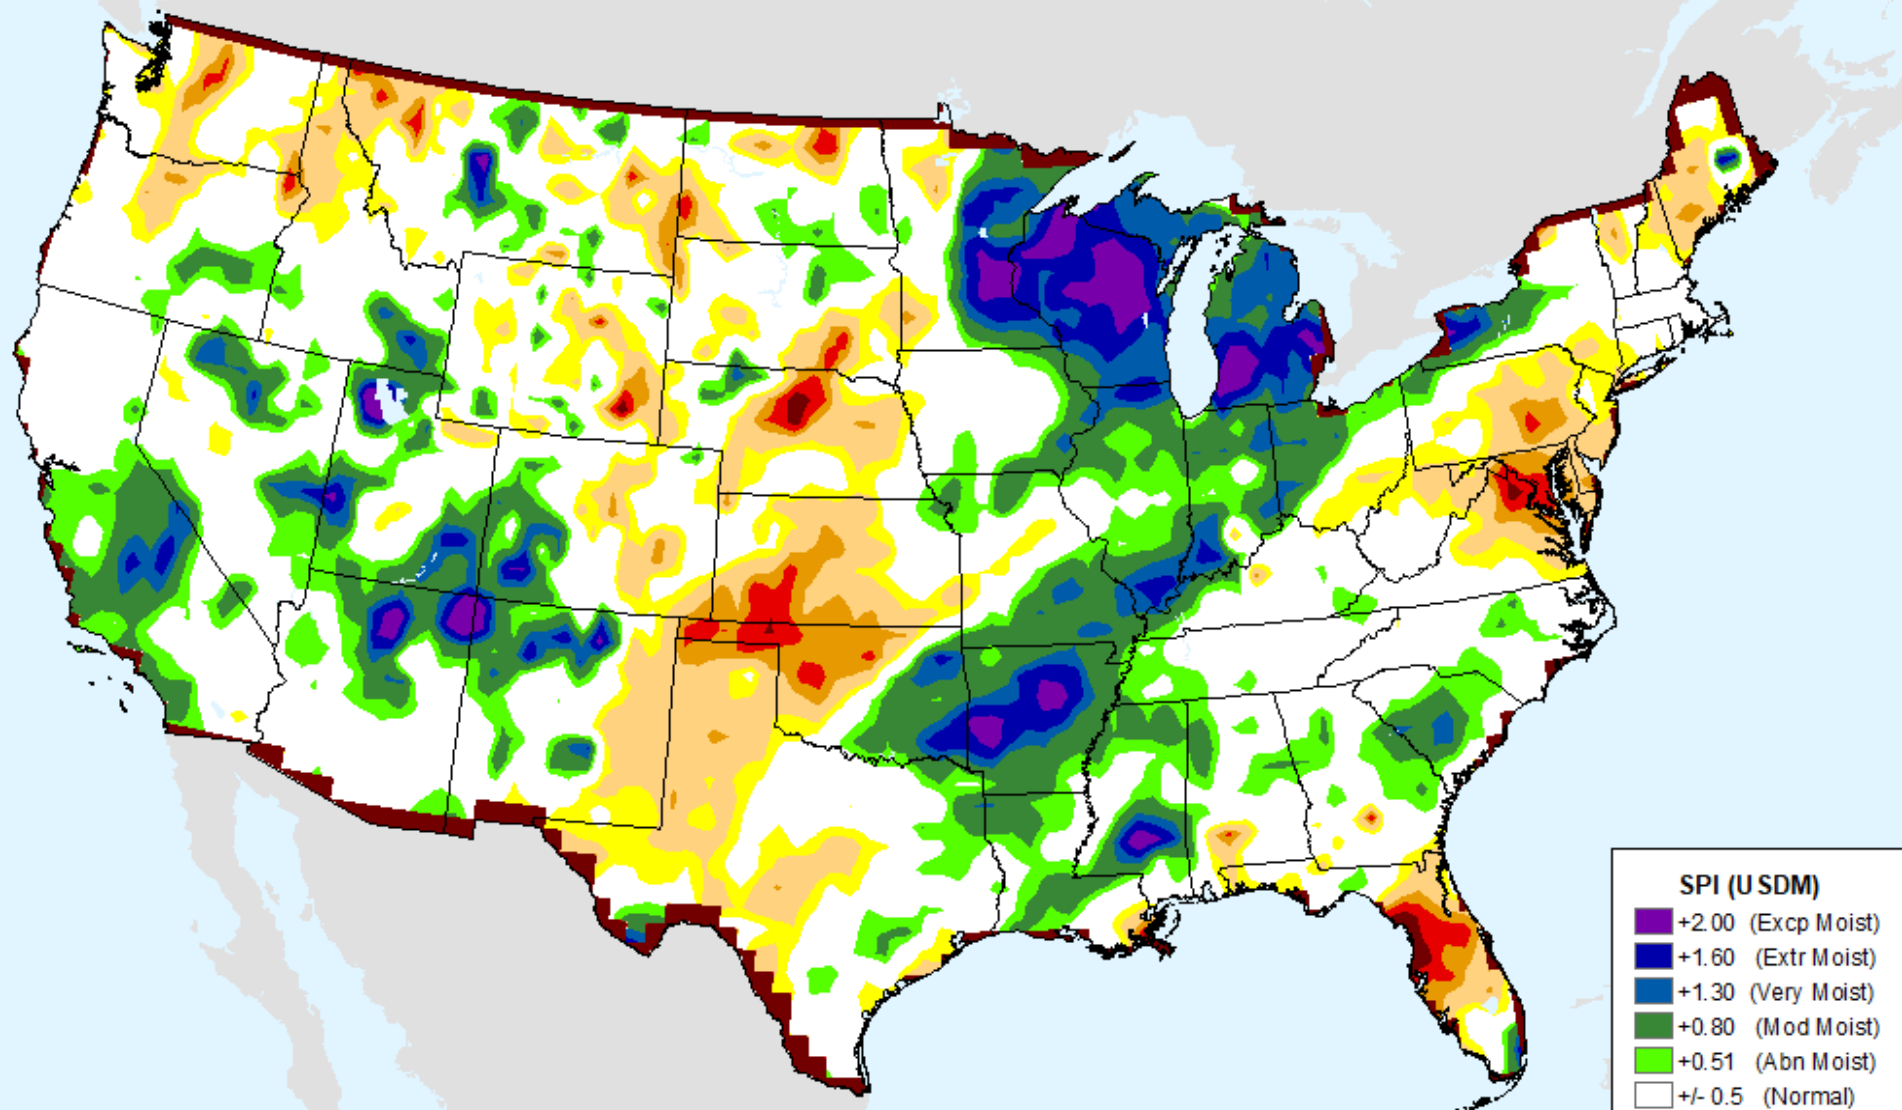 SPI (USDM)
+2.00 (Excp Moist)
+1.60 (Extr Moist)
+1.30 (Very Moist)
+0.80 (Mod Moist)
+0.51 (Abn Moist)
+/- 0.5 (Normal)